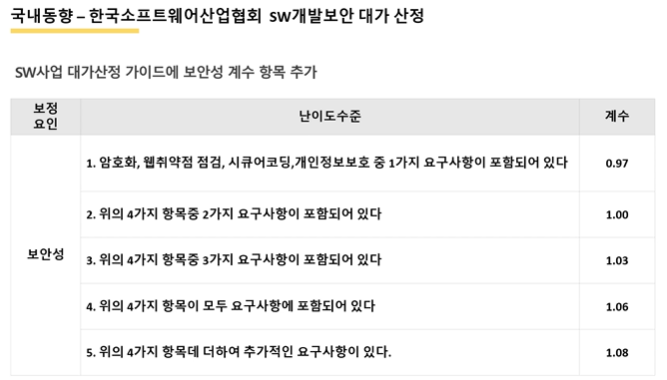 국내동향 – 한국소프트웨어산업협회 SW개발보안 대가 산정
SW사업 대가산정 가이드에 보안성 계수 항목 추가
보정
요인
난이도수준
계수
보안성
1. 암호화, 웹취약점 점검, 시큐어코딩,개인정보보호 중 1가지 요구사항이 포함되어 있다
0.97
2. 위의 4가지 항목중 2가지 요구사항이 포함되어 있다
1.00
3. 위의 4가지 항목중 3가지 요구사항이 포함되어 있다
1.03
4. 위의 4가지 항목이 모두 요구사항에 포함되어 있다
1.06
5. 위의 4가지 항목데 더하여 추가적인 요구사항이 있다.
1.08